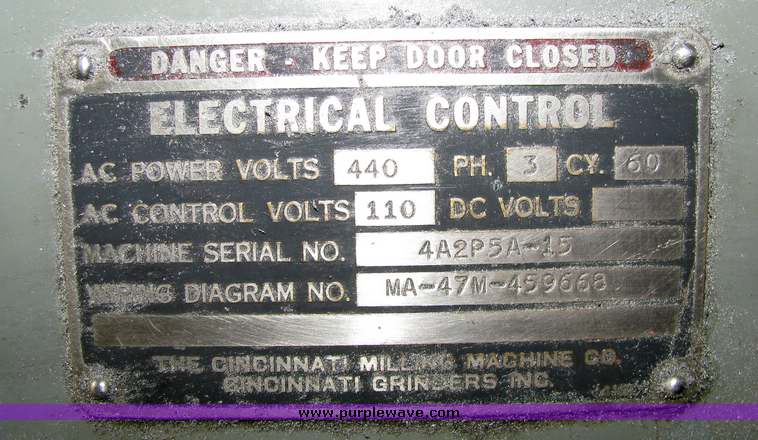 DANGER - KEEP DOOR CLOSED
ELECTRICAL CONTROL
AC POWER VOLTS 440 PH. 3 CY. 60
AC CONTROL VOLTS 110 DC VOLTS
MACHINE SERIAL NO. 4A2P5A-15
WIRING DIAGRAM NO. MA-47M-459668
THE CINCINNATI MILLING MACHINE CO.
CINCINNATI GRINDERS INC.
www.purplewave.com